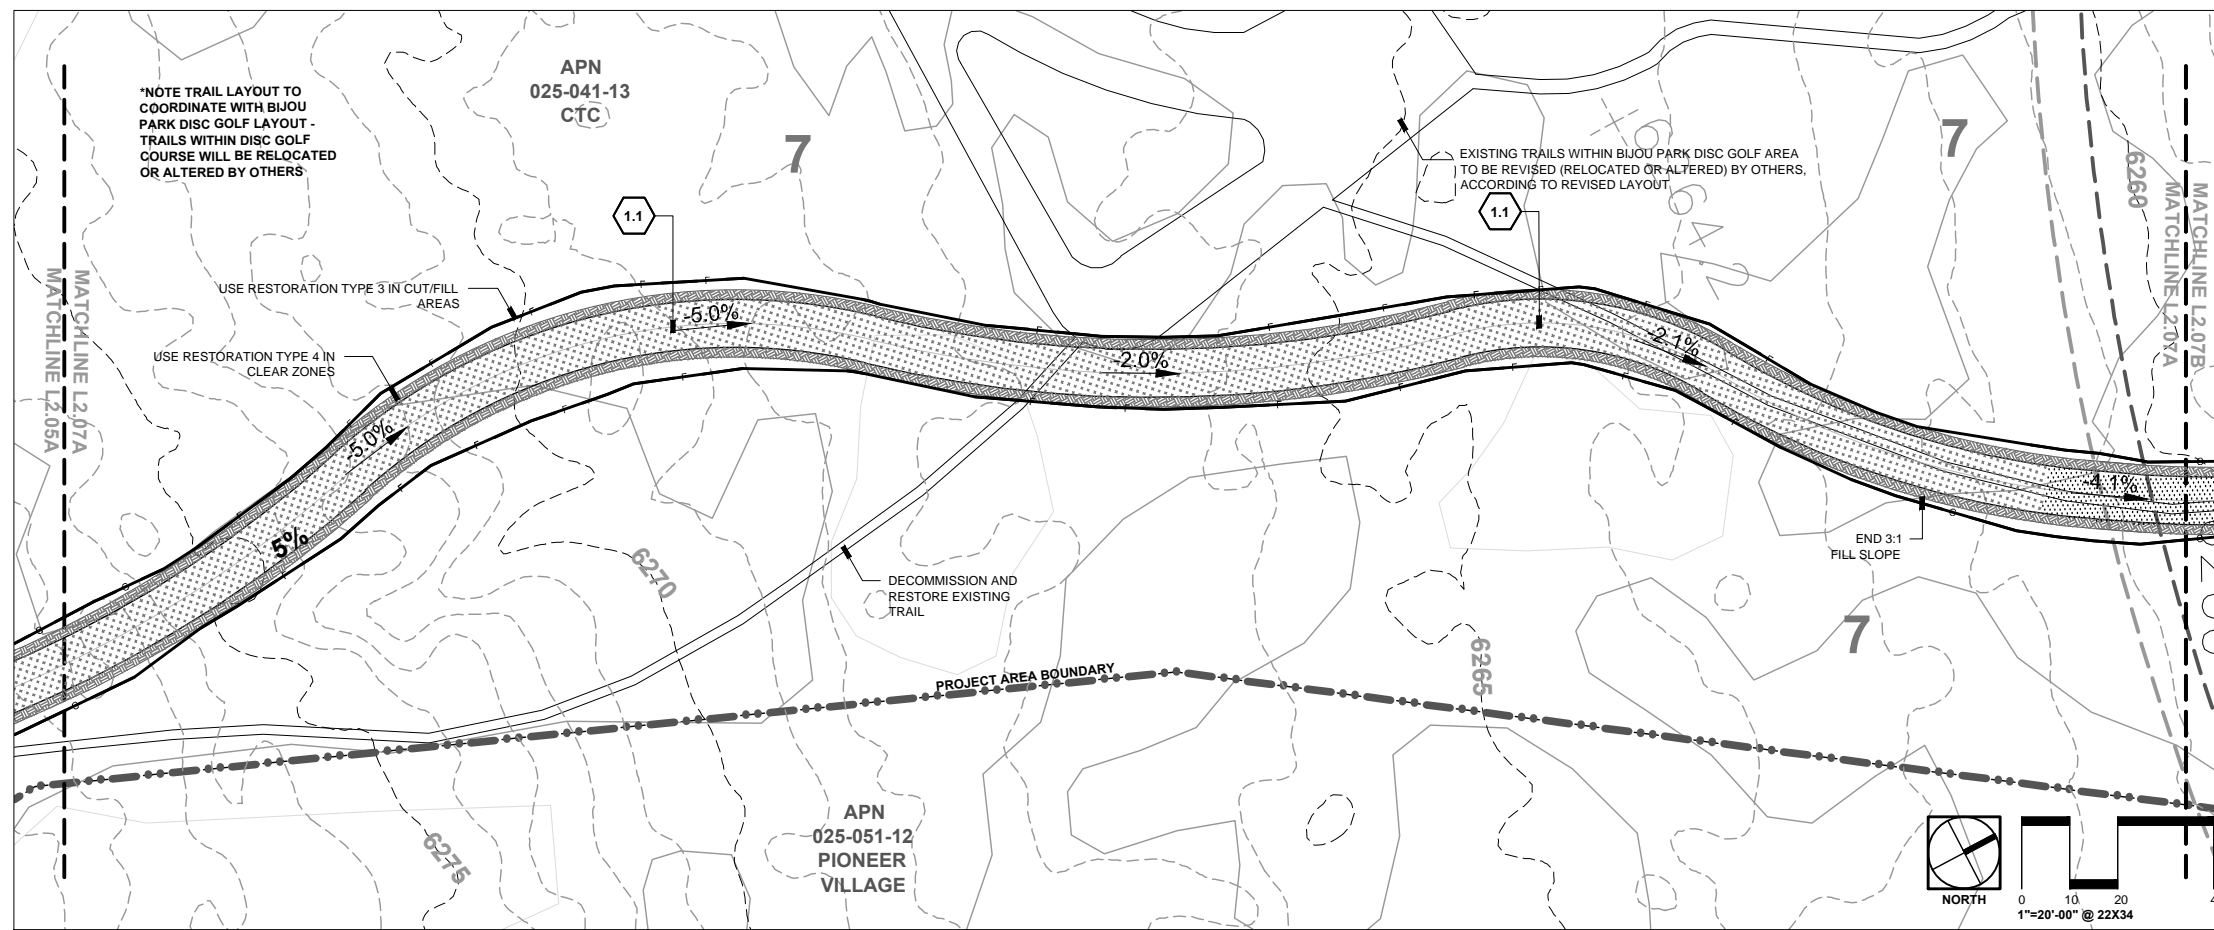 *NOTE TRAIL LAYOUT TO
COORDINATE WITH BIJOU
PARK DISC GOLF LAYOUT -
TRAILS WITHIN DISC GOLF
COURSE WILL BE RELOCATED
OR ALTERED BY OTHERS
APN
025-041-13
CTC
7
7
EXISTING TRAILS WITHIN BIJOU PARK DISC GOLF AREA
TO BE REVISED (RELOCATED OR ALTERED) BY OTHERS,
ACCORDING TO REVISED LAYOUT
1.1
1.1
6260
MATCHLINE L2.07A
MATCHLINE L2.07B
MATCHLINE L2.05A
MATCHLINE L2.07A
USE RESTORATION TYPE 3 IN CUT/FILL
AREAS
USE RESTORATION TYPE 4 IN
CLEAR ZONES
-5.0%
-5.0%
-2.0%
-2.1%
-4.1%
5%
END 3:1
FILL SLOPE
6270
DECOMMISSION AND
RESTORE EXISTING
TRAIL
7
6265
PROJECT AREA BOUNDARY
APN
025-051-12
PIONEER
VILLAGE
6275
NORTH
0 10 20 4
1"=20'-00" @ 22X34